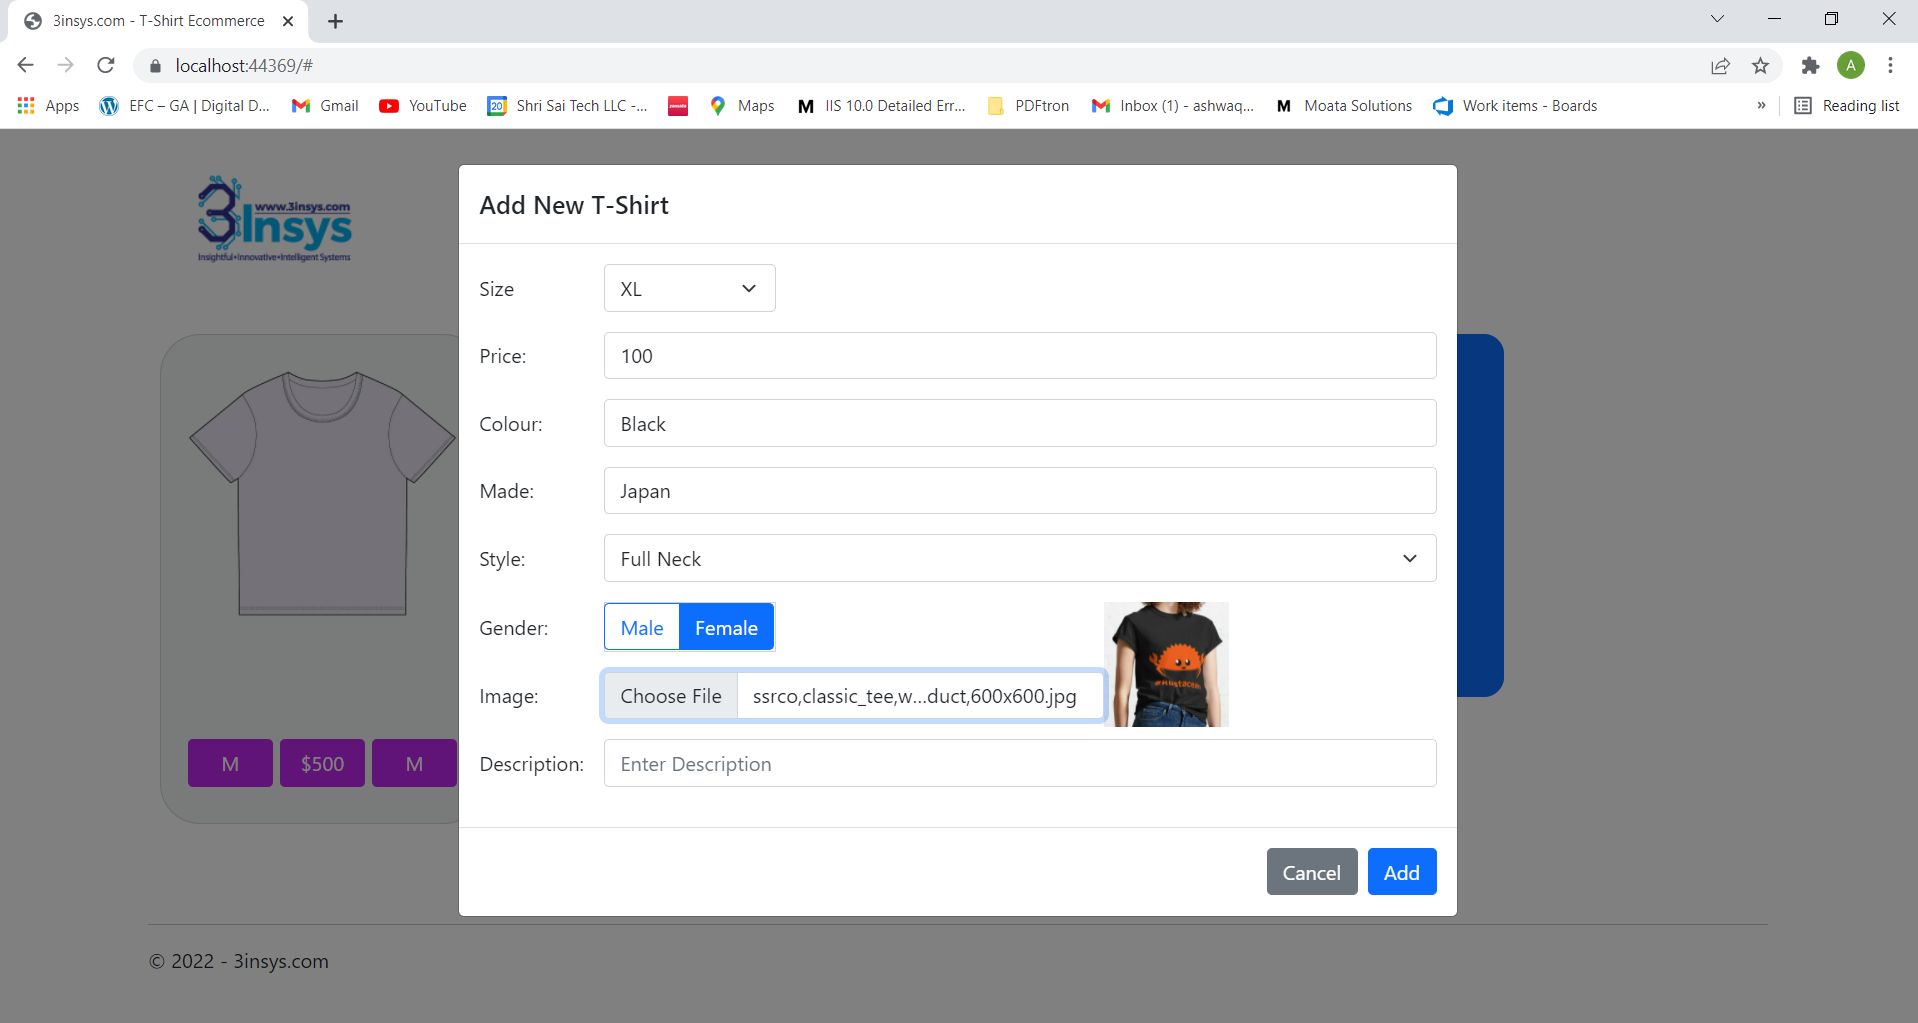 3insys.com - T-Shirt Ecommerce
localhost:44369/#
A
Apps
EFC – GA | Digital D...
Gmail
YouTube
20
Shri Sai Tech LLC -...
zomato
Maps
M
IIS 10.0 Detailed Err...
PDFtron
Inbox (1) - ashwaq...
M
Moata Solutions
Work items - Boards
»
Reading list
www.3insys.com
3Insys
Insightful•Innovative•Intelligent Systems
Add New T-Shirt
Size
XL
Price:
100
Colour:
Black
Made:
Japan
Style:
Full Neck
Gender:
Male
Female
Image:
Choose File
ssrco,classic_tee,w...duct,600x600.jpg
Description:
Enter Description
M
$500
M
Cancel
Add
© 2022 - 3insys.com